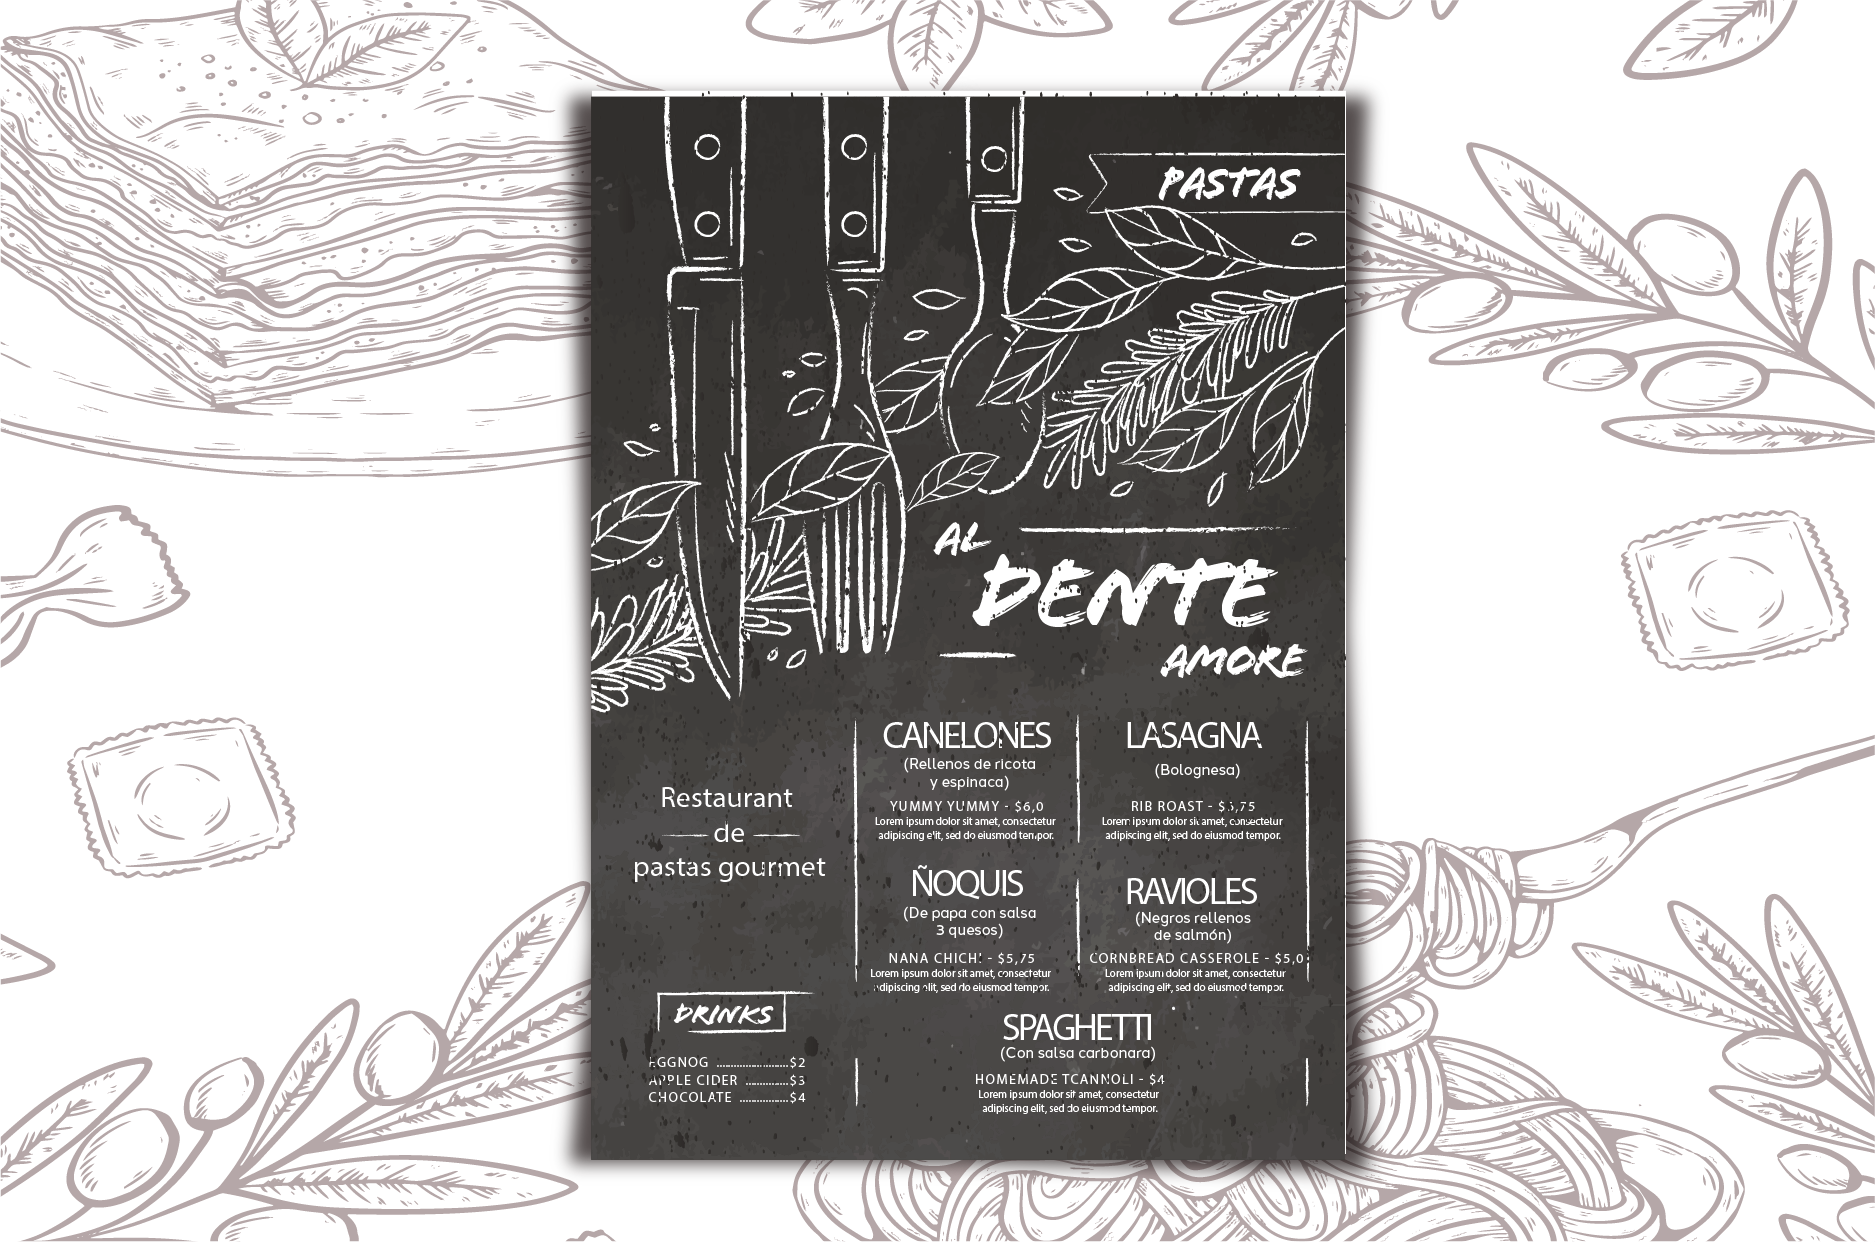 PASTAS
AL
DENTE
AMORE
Restaurant
de
pastas gourmet
CANELONES
(Rellenos de ricota
y espinaca)
YUMMY YUMMY - $6,0
Lorem ipsum dolor sit amet, consectetur
adipiscing elit, sed do eiusmod tempor.
LASAGNA
(Bolognesa)
RIB ROAST -
Lorem ipsum dolor sit amet, consectetur
adipiscing elit, sed do eiusmod tempor.
ÑOQUIS
(De papa con salsa
3 quesos)
NANA - $5,75
Lorem ipsum dolor sit amet, consectetur
adipiscing elit, sed do eiusmod tempor.
RAVIOLES
(Negros rellenos
de salmón)
CORNBREAD CASSEROLE - $5,0
Lorem ipsum dolor sit amet, consectetur
adipiscing elit, sed do eiusmod tempor.
SPAGHETTI
(Con salsa carbonara)
HOMEMADE TCANNOLI - $4
Lorem ipsum dolor sit amet, consectetur
adipiscing elit, sed do eiusmod tempor.
DRINKS
EGGNOG ........................$2
APPLE CIDER ..............$3
CHOCOLATE ................$4